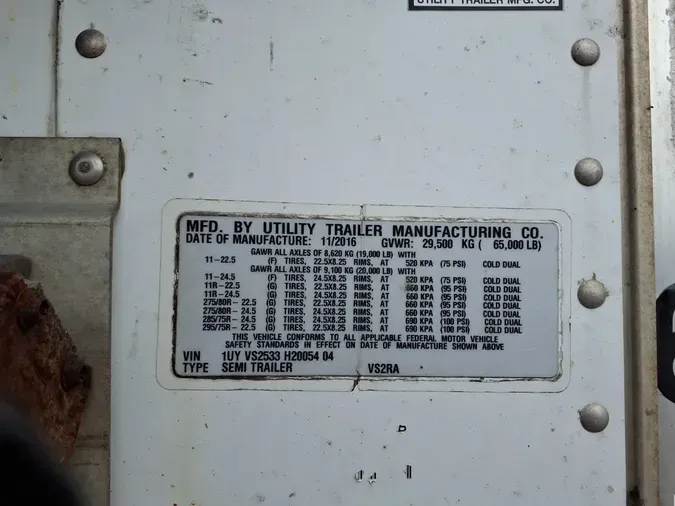 UTILITY TRAILER MFG. CO.
MFD. BY UTILITY TRAILER MANUFACTURING CO.
DATE OF MANUFACTURE: 11/2016 GVWR: 29,500 KG ( 65,000 LB)
GAWR ALL AXLES OF 8,620 KG (19,000 LB) WITH
11-22.5 (F) TIRES, 22.5X8.25 RIMS, AT 520 KPA (75 PSI) COLD DUAL
GAWR ALL AXLES OF 9,100 KG (20,000 LB) WITH
11-24.5 (F) TIRES, 24.5X8.25 RIMS, AT 520 KPA (75 PSI) COLD DUAL
11R-22.5 (G) TIRES, 22.5X8.25 RIMS, AT 660 KPA (95 PSI) COLD DUAL
11R-24.5 (G) TIRES, 24.5X8.25 RIMS, AT 660 KPA (95 PSI) COLD DUAL
275/80R- 22.5 (G) TIRES, 22.5X8.25 RIMS, AT 660 KPA (95 PSI) COLD DUAL
275/80R- 24.5 (G) TIRES, 24.5X8.25 RIMS, AT 660 KPA (95 PSI) COLD DUAL
285/75R- 24.5 (G) TIRES, 24.5X8.25 RIMS, AT 690 KPA (100 PSI) COLD DUAL
295/75R- 22.5 (G) TIRES, 22.5X8.25 RIMS, AT 690 KPA (100 PSI) COLD DUAL
THIS VEHICLE CONFORMS TO ALL APPLICABLE FEDERAL MOTOR VEHICLE
SAFETY STANDARDS IN EFFECT ON DATE OF MANUFACTURE SHOWN ABOVE
VIN 1UY VS2533 H20054 04
TYPE SEMI TRAILER VS2RA